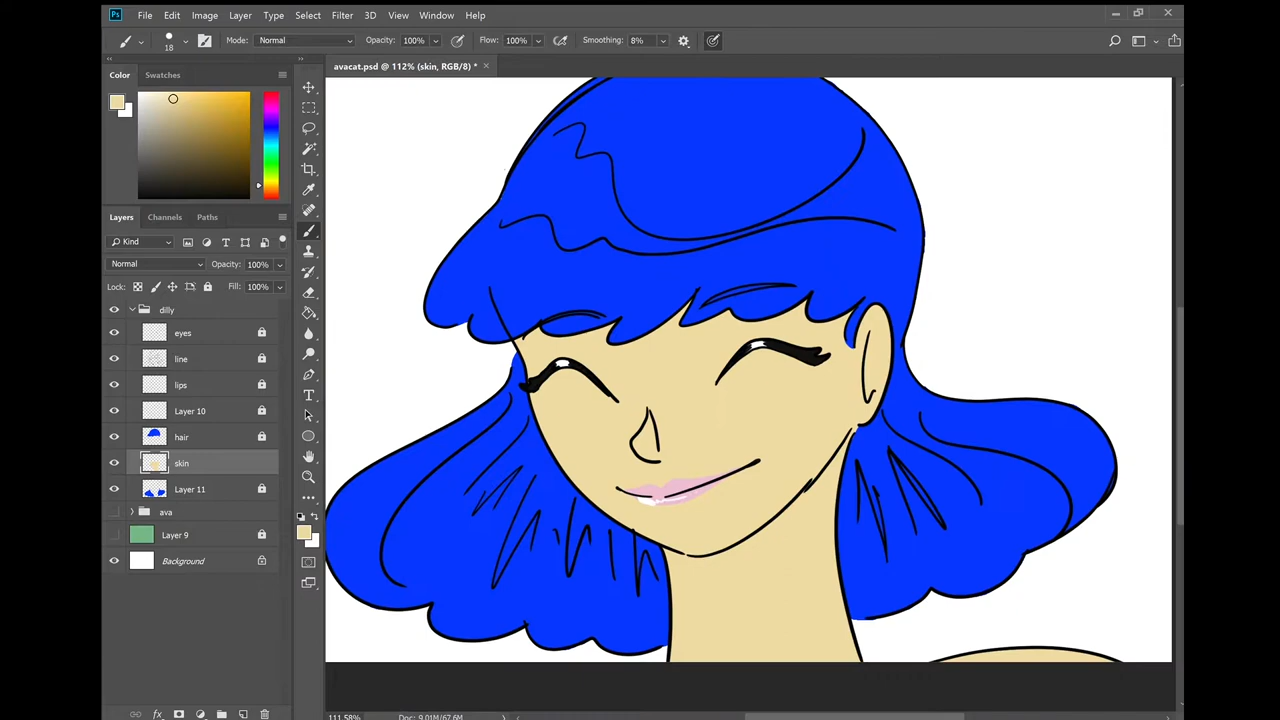 Ps File Edit Image Layer Type Select Filter 3D View Window Help
18 Mode: Normal Opacity: 100% Flow: 100% Smoothing: 8%
avacat.psd @ 112% (skin, RGB/8) *
Color Swatches
Layers Channels Paths
Kind
Normal Opacity: 100%
Lock: Fill: 100%
dilly
eyes
line
lips
Layer 10
hair
skin
Layer 11
ava
Layer 9
Background
fx
111.58% Doc: 9.01M/67.6M